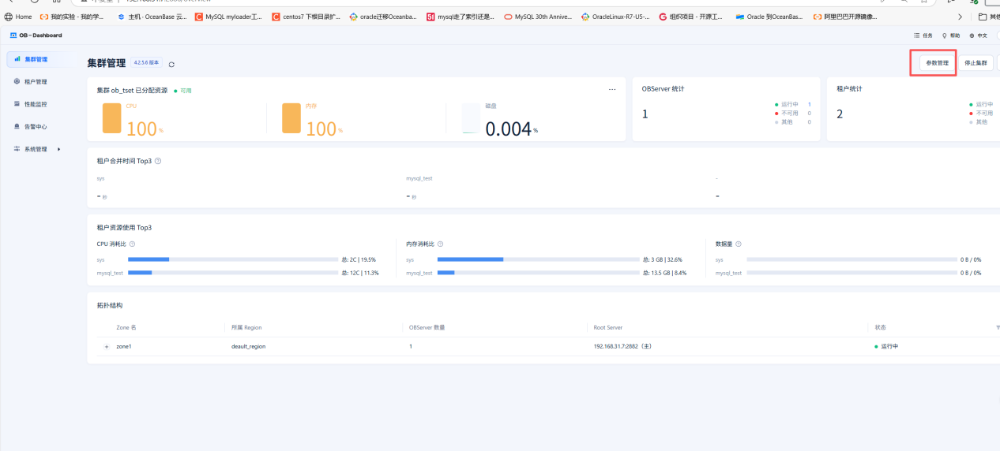 Home 我的实验 - 我的学... 主机 · OceanBase 云... MySQL myloader工... centos7 下根目录扩... oracle迁移Oceanba... mysql走了索引还是... MySQL 30th Annive... OracleLinux-R7-U5-... 组织项目 - 开源工... Oracle 到OceanBas... 阿里巴巴开源镜像...
OB－Dashboard 任务 帮助 中文
集群管理
租户管理
性能监控
告警中心
系统管理
集群管理 4.2.5.6 版本 参数管理 停止集群
集群 ob_tset 已分配资源 可用 ...
CPU 100 %
内存 100 %
磁盘 0.004 %
OBServer 统计
1
运行中 1
不可用 0
其他 0
租户统计
2
运行中
不可用
其他
租户合并时间 Top3
sys mysql_test -
- 秒 - 秒 -
租户资源使用 Top3
CPU 消耗比
sys 总: 2C | 19.5%
mysql_test 总: 12C | 11.3%
内存消耗比
sys 总: 3 GB | 32.6%
mysql_test 总: 13.5 GB | 8.4%
数据量
sys 0 B / 0%
mysql_test 0 B / 0%
拓扑结构
Zone 名 所属 Region OBServer 数量 Root Server 状态
+ zone1 deault_region 1 192.168.31.7:2882（主） 运行中